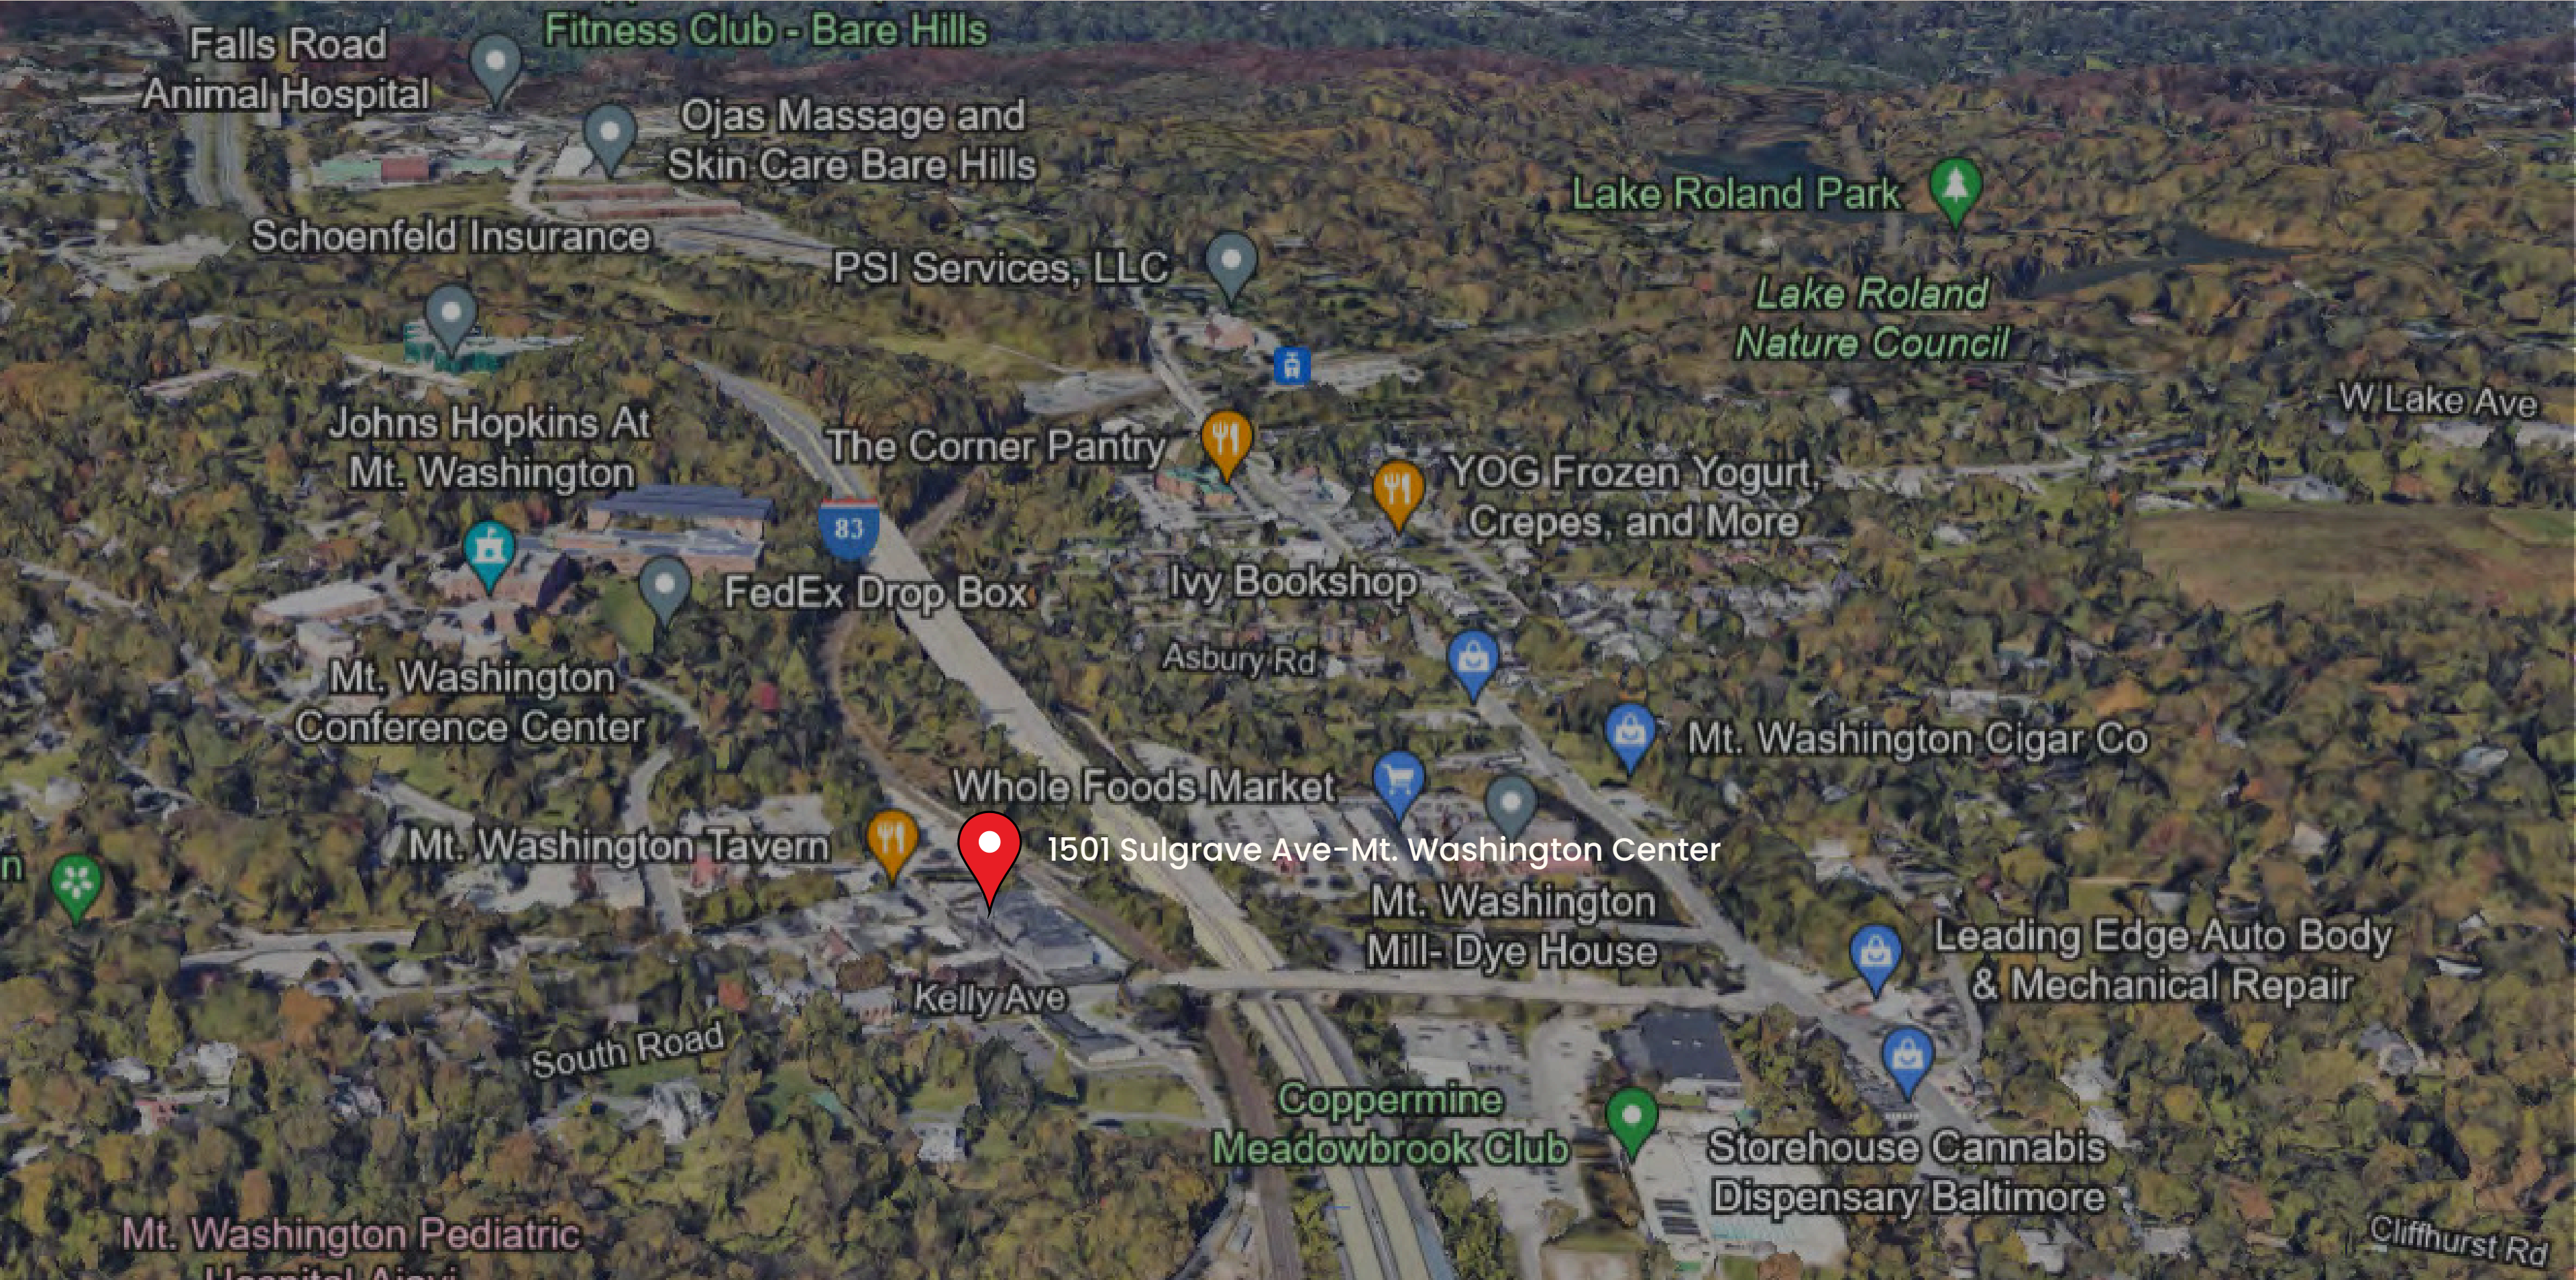 Fitness Club - Bare Hills
Falls Road
Animal Hospital
Ojas Massage and
Skin Care Bare Hills
Lake Roland Park
Schoenfeld Insurance
PSI Services, LLC
Lake Roland
Nature Council
W Lake Ave
Johns Hopkins At
Mt. Washington
The Corner Pantry
YOG Frozen Yogurt,
Crepes, and More
83
FedEx Drop Box
Ivy Bookshop
Asbury Rd
Mt. Washington
Conference Center
Mt. Washington Cigar Co
Whole Foods Market
Mt. Washington Tavern
1501 Sulgrave Ave-Mt. Washington Center
n
Mt. Washington
Mill- Dye House
Leading Edge Auto Body
& Mechanical Repair
Kelly Ave
South Road
Coppermine
Meadowbrook Club
Storehouse Cannabis
Dispensary Baltimore
Mt. Washington Pediatric
Cliffhurst Rd